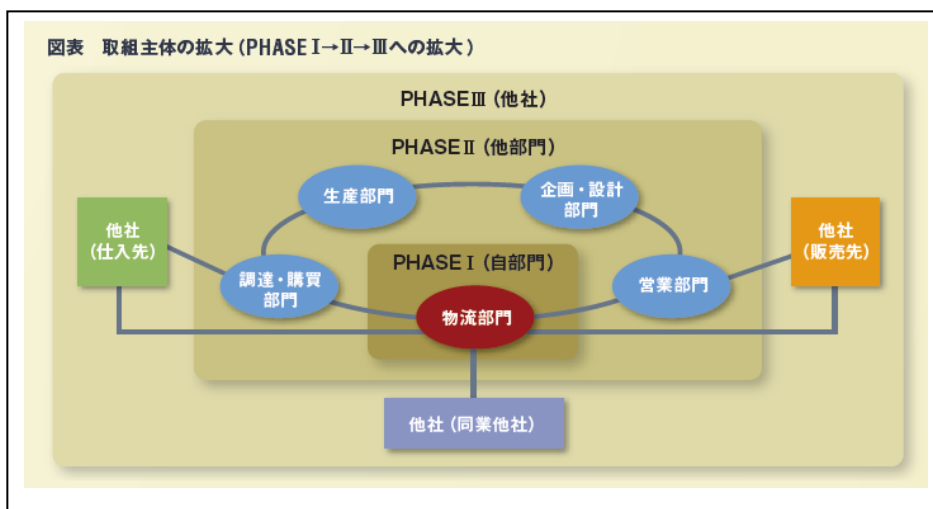 図表 取組主体の拡大(PHASEⅠ→Ⅱ→Ⅲへの拡大)
PHASEⅢ(他社)
PHASEⅡ(他部門)
生産部門
企画・設計
部門
他社
(仕入先)
他社
(販売先)
PHASEⅠ(自部門)
調達・購買
部門
営業部門
物流部門
他社(同業他社)